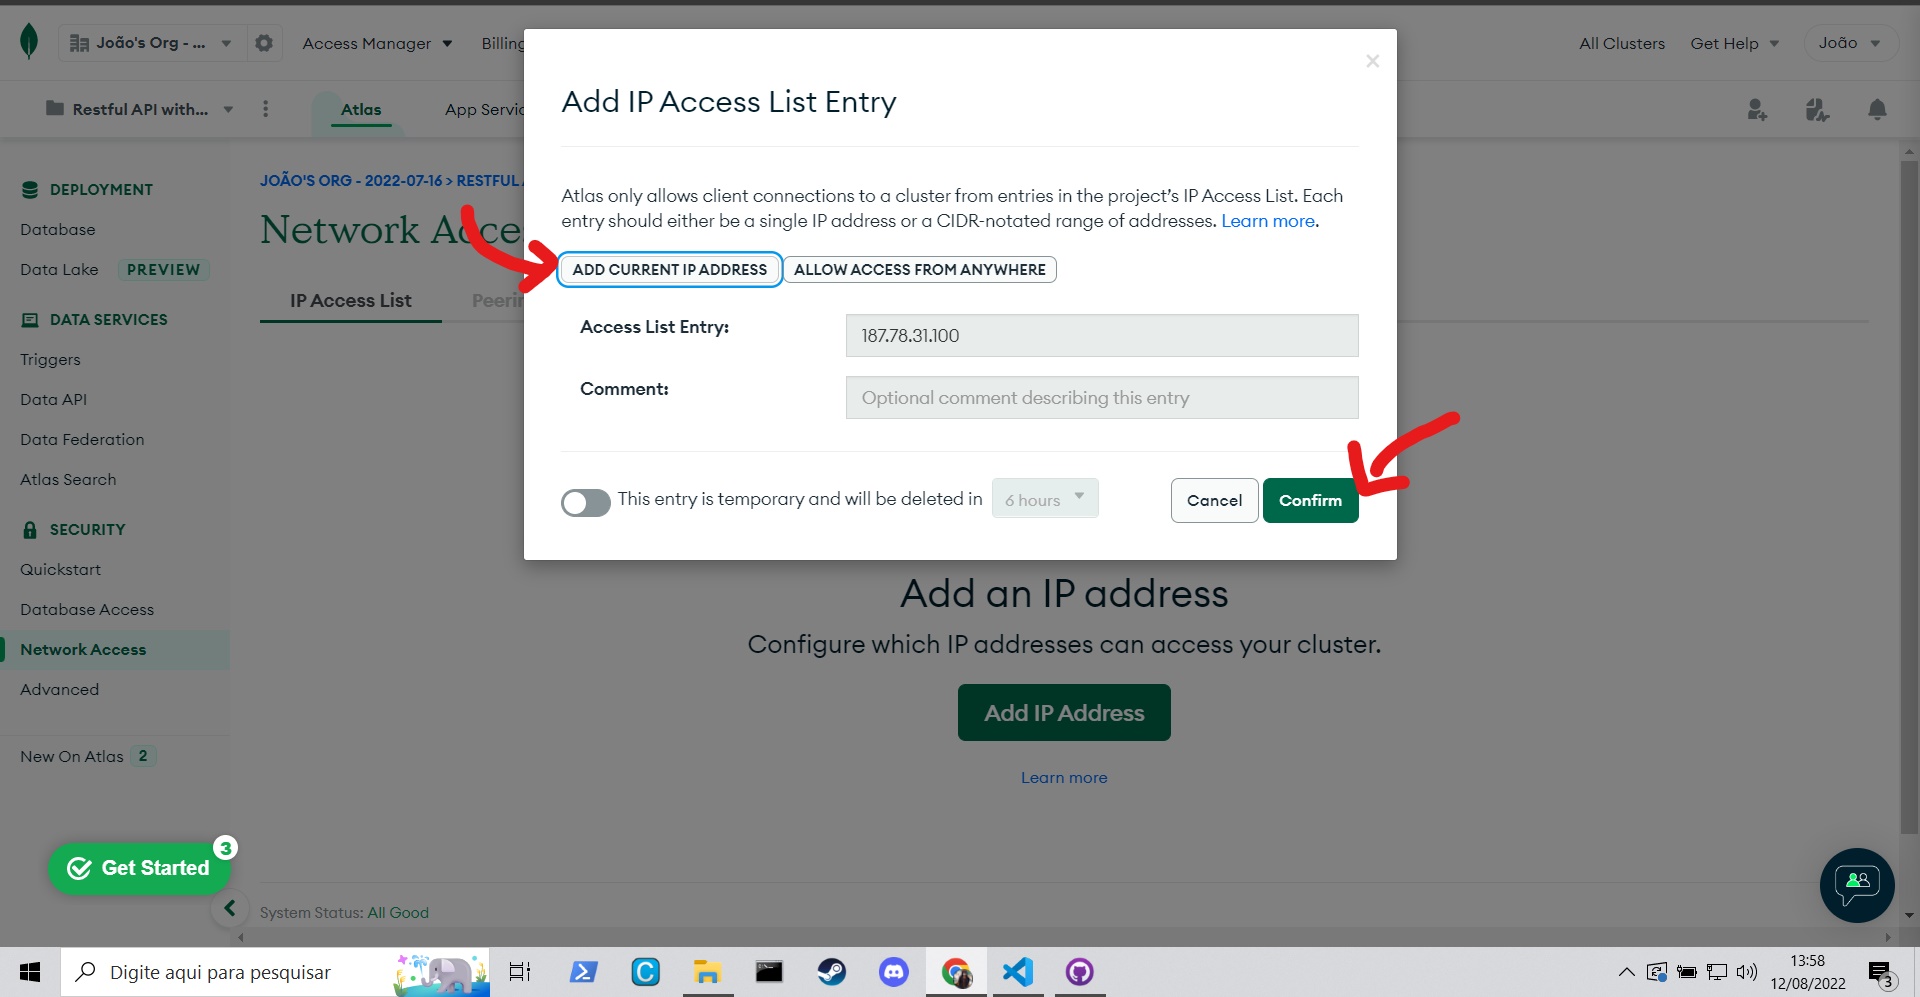 João's Org - ...
Access Manager
Billing
All Clusters
Get Help
João
Restful API with...
Atlas
App Servic
DEPLOYMENT
Database
Data Lake PREVIEW
DATA SERVICES
Triggers
Data API
Data Federation
Atlas Search
SECURITY
Quickstart
Database Access
Network Access
Advanced
New On Atlas 2
Get Started
3
JOÃO'S ORG - 2022-07-16 > RESTFUL
Network Acce
IP Access List
Peerin
Add IP Access List Entry
Atlas only allows client connections to a cluster from entries in the project's IP Access List. Each
entry should either be a single IP address or a CIDR-notated range of addresses. Learn more.
ADD CURRENT IP ADDRESS
ALLOW ACCESS FROM ANYWHERE
Access List Entry:
187.78.31.100
Comment:
Optional comment describing this entry
This entry is temporary and will be deleted in
6 hours
Cancel
Confirm
Add an IP address
Configure which IP addresses can access your cluster.
Add IP Address
Learn more
System Status: All Good
Digite aqui para pesquisar
13:58
12/08/2022
3